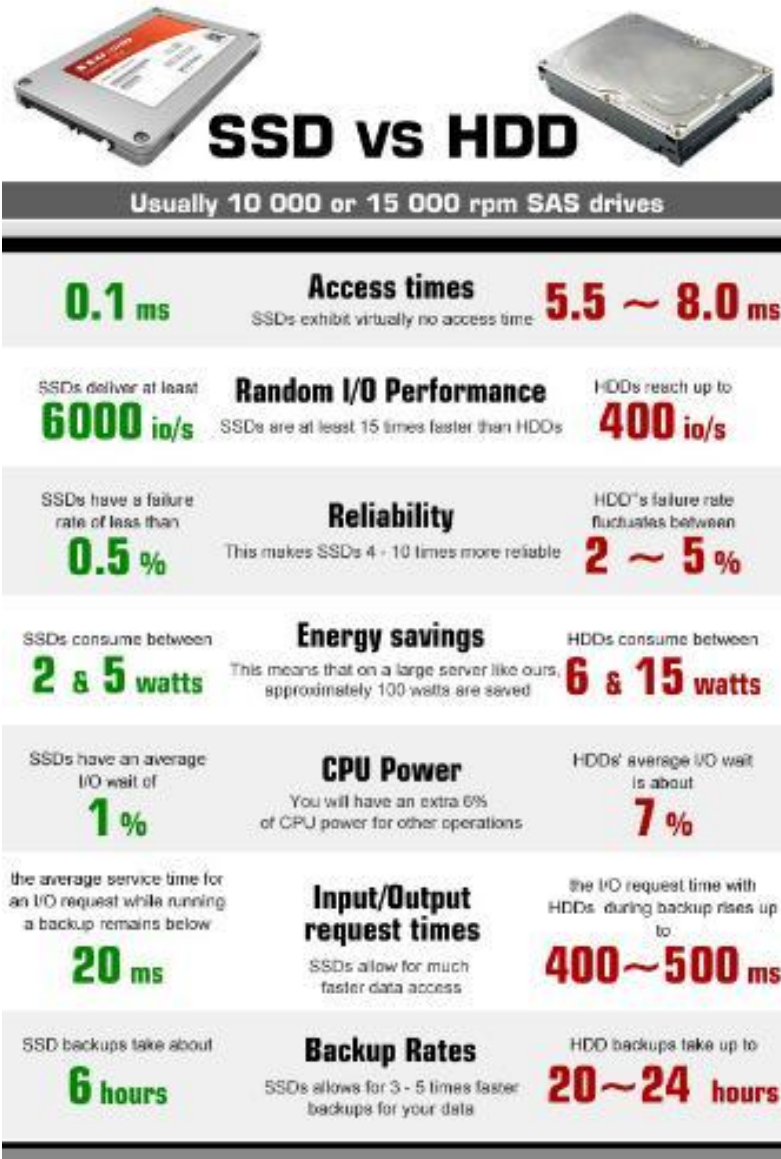 SSD vs HDD
Usually 10 000 or 15 000 rpm SAS drives
0.1 ms
Access times
SSDs exhibit virtually no access time
5.5 ~ 8.0 ms
SSDs deliver at least
6000 io/s
Random I/O Performance
SSDs are at least 15 times faster than HDDs
HDDs reach up to
400 io/s
SSDs have a failure
rate of less than
0.5 %
Reliability
This makes SSDs 4 - 10 times more reliable
HDD"s failure rate
fluctuates between
2 ~ 5 %
SSDs consume between
2 & 5 watts
Energy savings
This means that on a large server like ours,
approximately 100 watts are saved
HDDs consume between
6 & 15 watts
SSDs have an average
I/O wait of
1 %
CPU Power
You will have an extra 6%
of CPU power for other operations
HDDs' average I/O wait
is about
7 %
the average service time for
an I/O request while running
a backup remains below
20 ms
Input/Output
request times
SSDs allow for much
faster data access
the I/O request time with
HDDs during backup rises up
to
400~500 ms
SSD backups take about
6 hours
Backup Rates
SSDs allows for 3 - 5 times faster
backups for your data
HDD backups take up to
20~24 hours